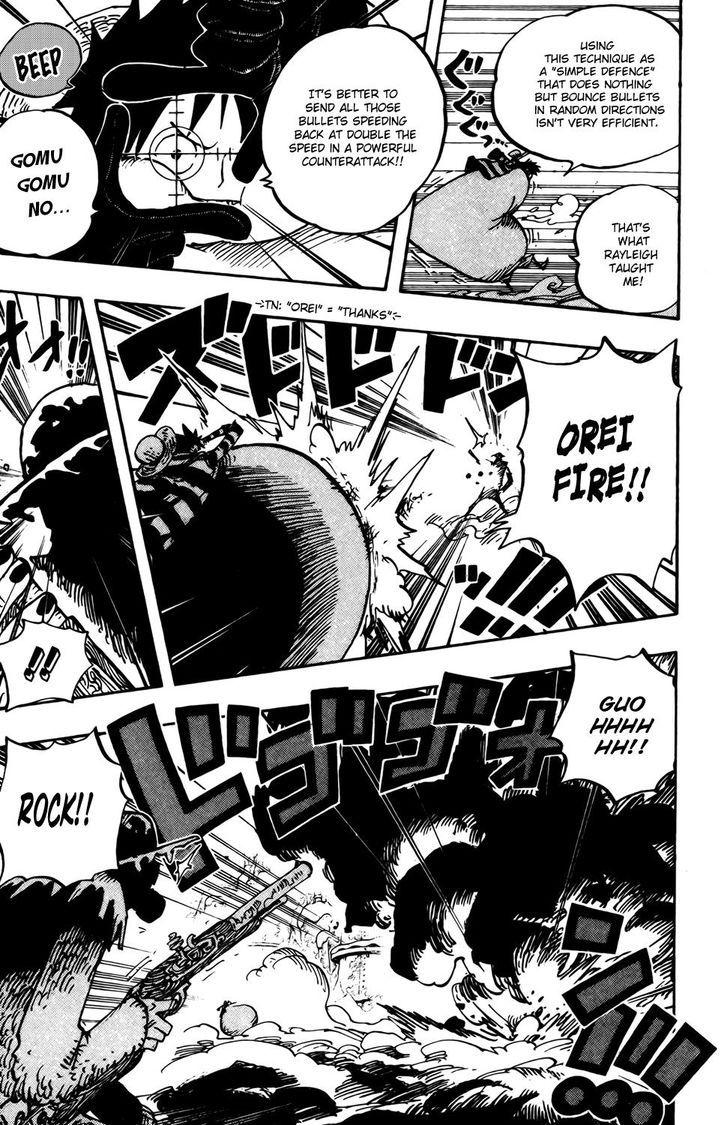 USING
THIS TECHNIQUE AS
A "SIMPLE DEFENCE"
THAT DOES NOTHING
BUT BOUNCE BULLETS
IN RANDOM DIRECTIONS
ISN'T VERY EFFICIENT.
THAT'S
WHAT
RAYLEIGH
TAUGHT
ME!
IT'S BETTER TO
SEND ALL THOSE
BULLETS SPEEDING
BACK AT DOUBLE THE
SPEED IN A POWERFUL
COUNTERATTACK!!
BEEP
GOMU
GOMU
NO...
TN: "OREI" = "THANKS"
OREI
FIRE!!
ズドドドン
!!!
オオ!!
!!
GUO
HHHH
HH!!
ROCK!!
!!!